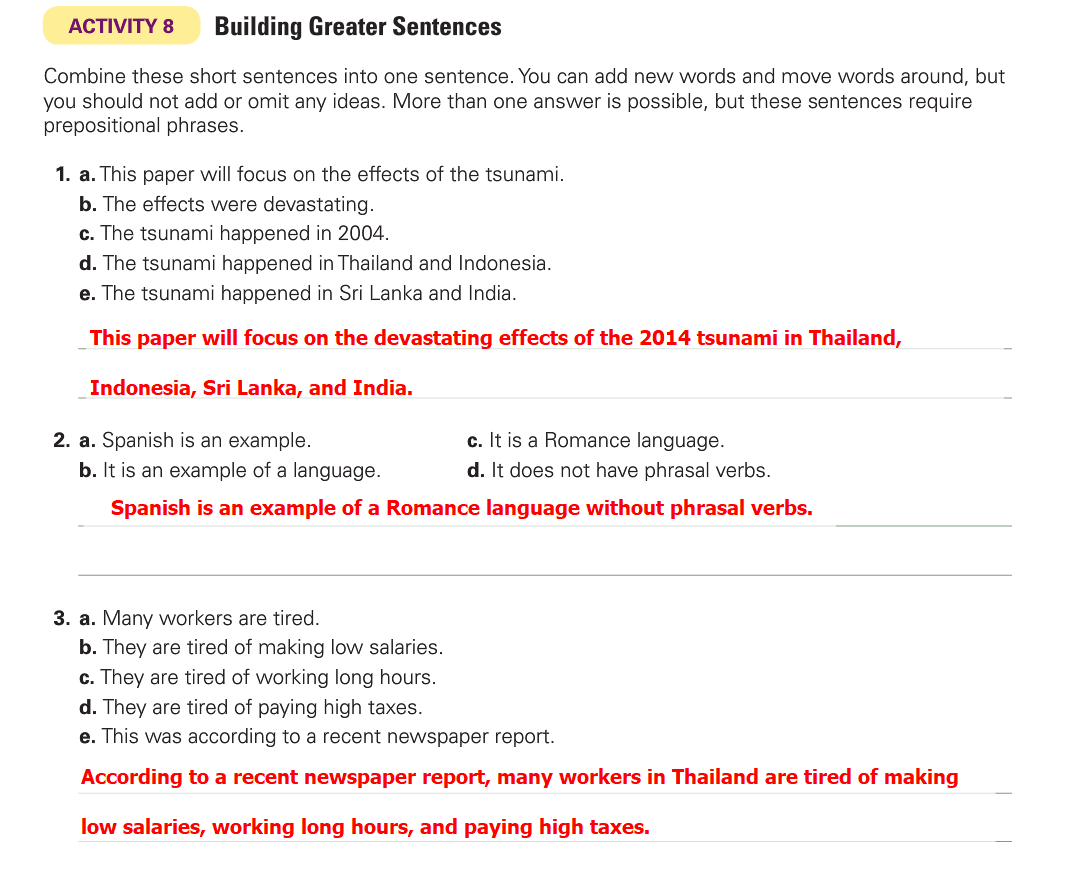 ACTIVITY 8 Building Greater Sentences
Combine these short sentences into one sentence. You can add new words and move words around, but
you should not add or omit any ideas. More than one answer is possible, but these sentences require
prepositional phrases.
1. a. This paper will focus on the effects of the tsunami.
b. The effects were devastating.
c. The tsunami happened in 2004.
d. The tsunami happened in Thailand and Indonesia.
e. The tsunami happened in Sri Lanka and India.
This paper will focus on the devastating effects of the 2014 tsunami in Thailand,
Indonesia, Sri Lanka, and India.
2. a. Spanish is an example. c. It is a Romance language.
b. It is an example of a language. d. It does not have phrasal verbs.
Spanish is an example of a Romance language without phrasal verbs.
3. a. Many workers are tired.
b. They are tired of making low salaries.
c. They are tired of working long hours.
d. They are tired of paying high taxes.
e. This was according to a recent newspaper report.
According to a recent newspaper report, many workers in Thailand are tired of making
low salaries, working long hours, and paying high taxes.